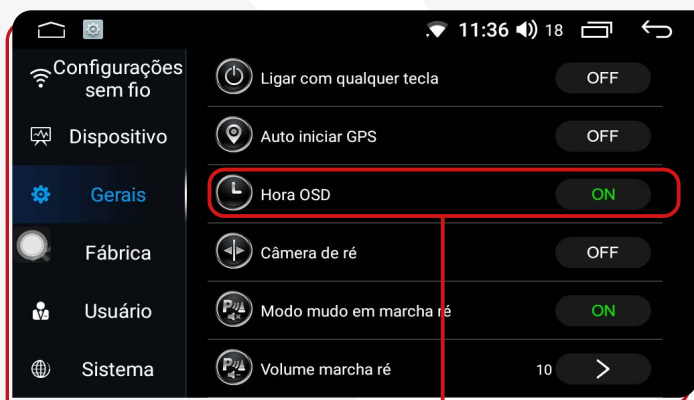 11:36 18
Configurações
sem fio
Dispositivo
Gerais
Fábrica
Usuário
Sistema
Ligar com qualquer tecla OFF
Auto iniciar GPS OFF
Hora OSD ON
Câmera de ré OFF
Modo mudo em marcha ré ON
Volume marcha ré 10 >